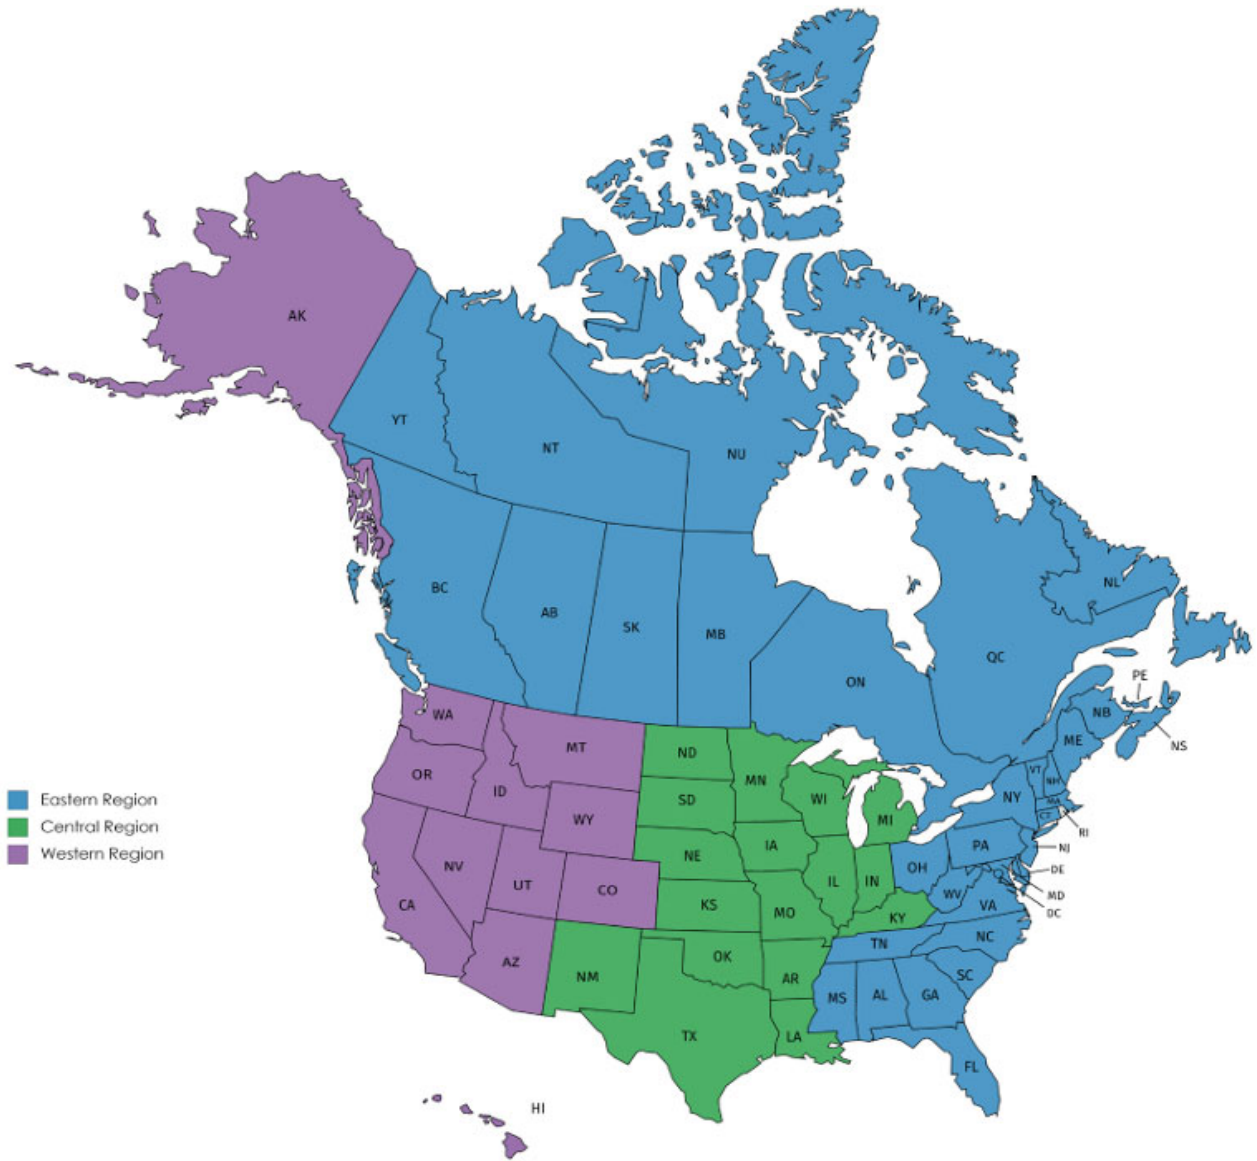 AK
YT
NT
NU
BC
AB
SK
MB
ON
QC
NL
PE
NB
NS
ME
WA
MT
ND
MN
OR
ID
SD
WI
MI
NY
VT
NH
MA
CT
RI
Eastern Region
Central Region
Western Region
WY
NE
IA
PA
NJ
OH
DE
NV
UT
CO
KS
MO
IL
IN
WV
MD
VA
DC
CA
KY
NC
TN
AZ
NM
OK
AR
SC
MS
AL
GA
TX
LA
FL
HI